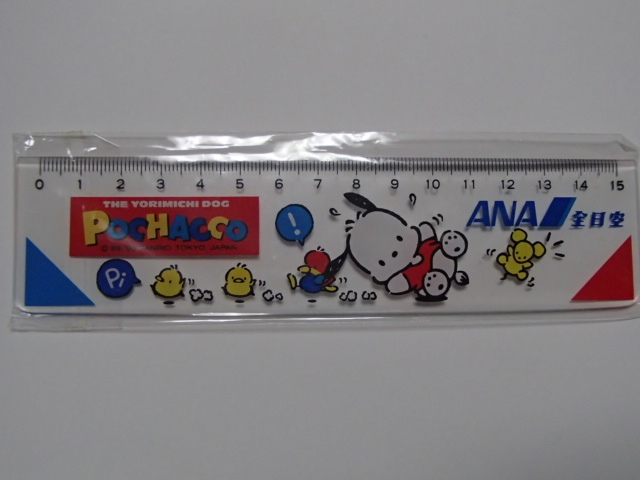 0 1 2 3 4 5 6 7 8 9 10 11 12 13 14 15
THE YORIMICHI DOG
POCHACCO
SANRIO, TOKYO, JAPAN
!
ANA 全日空
Pi